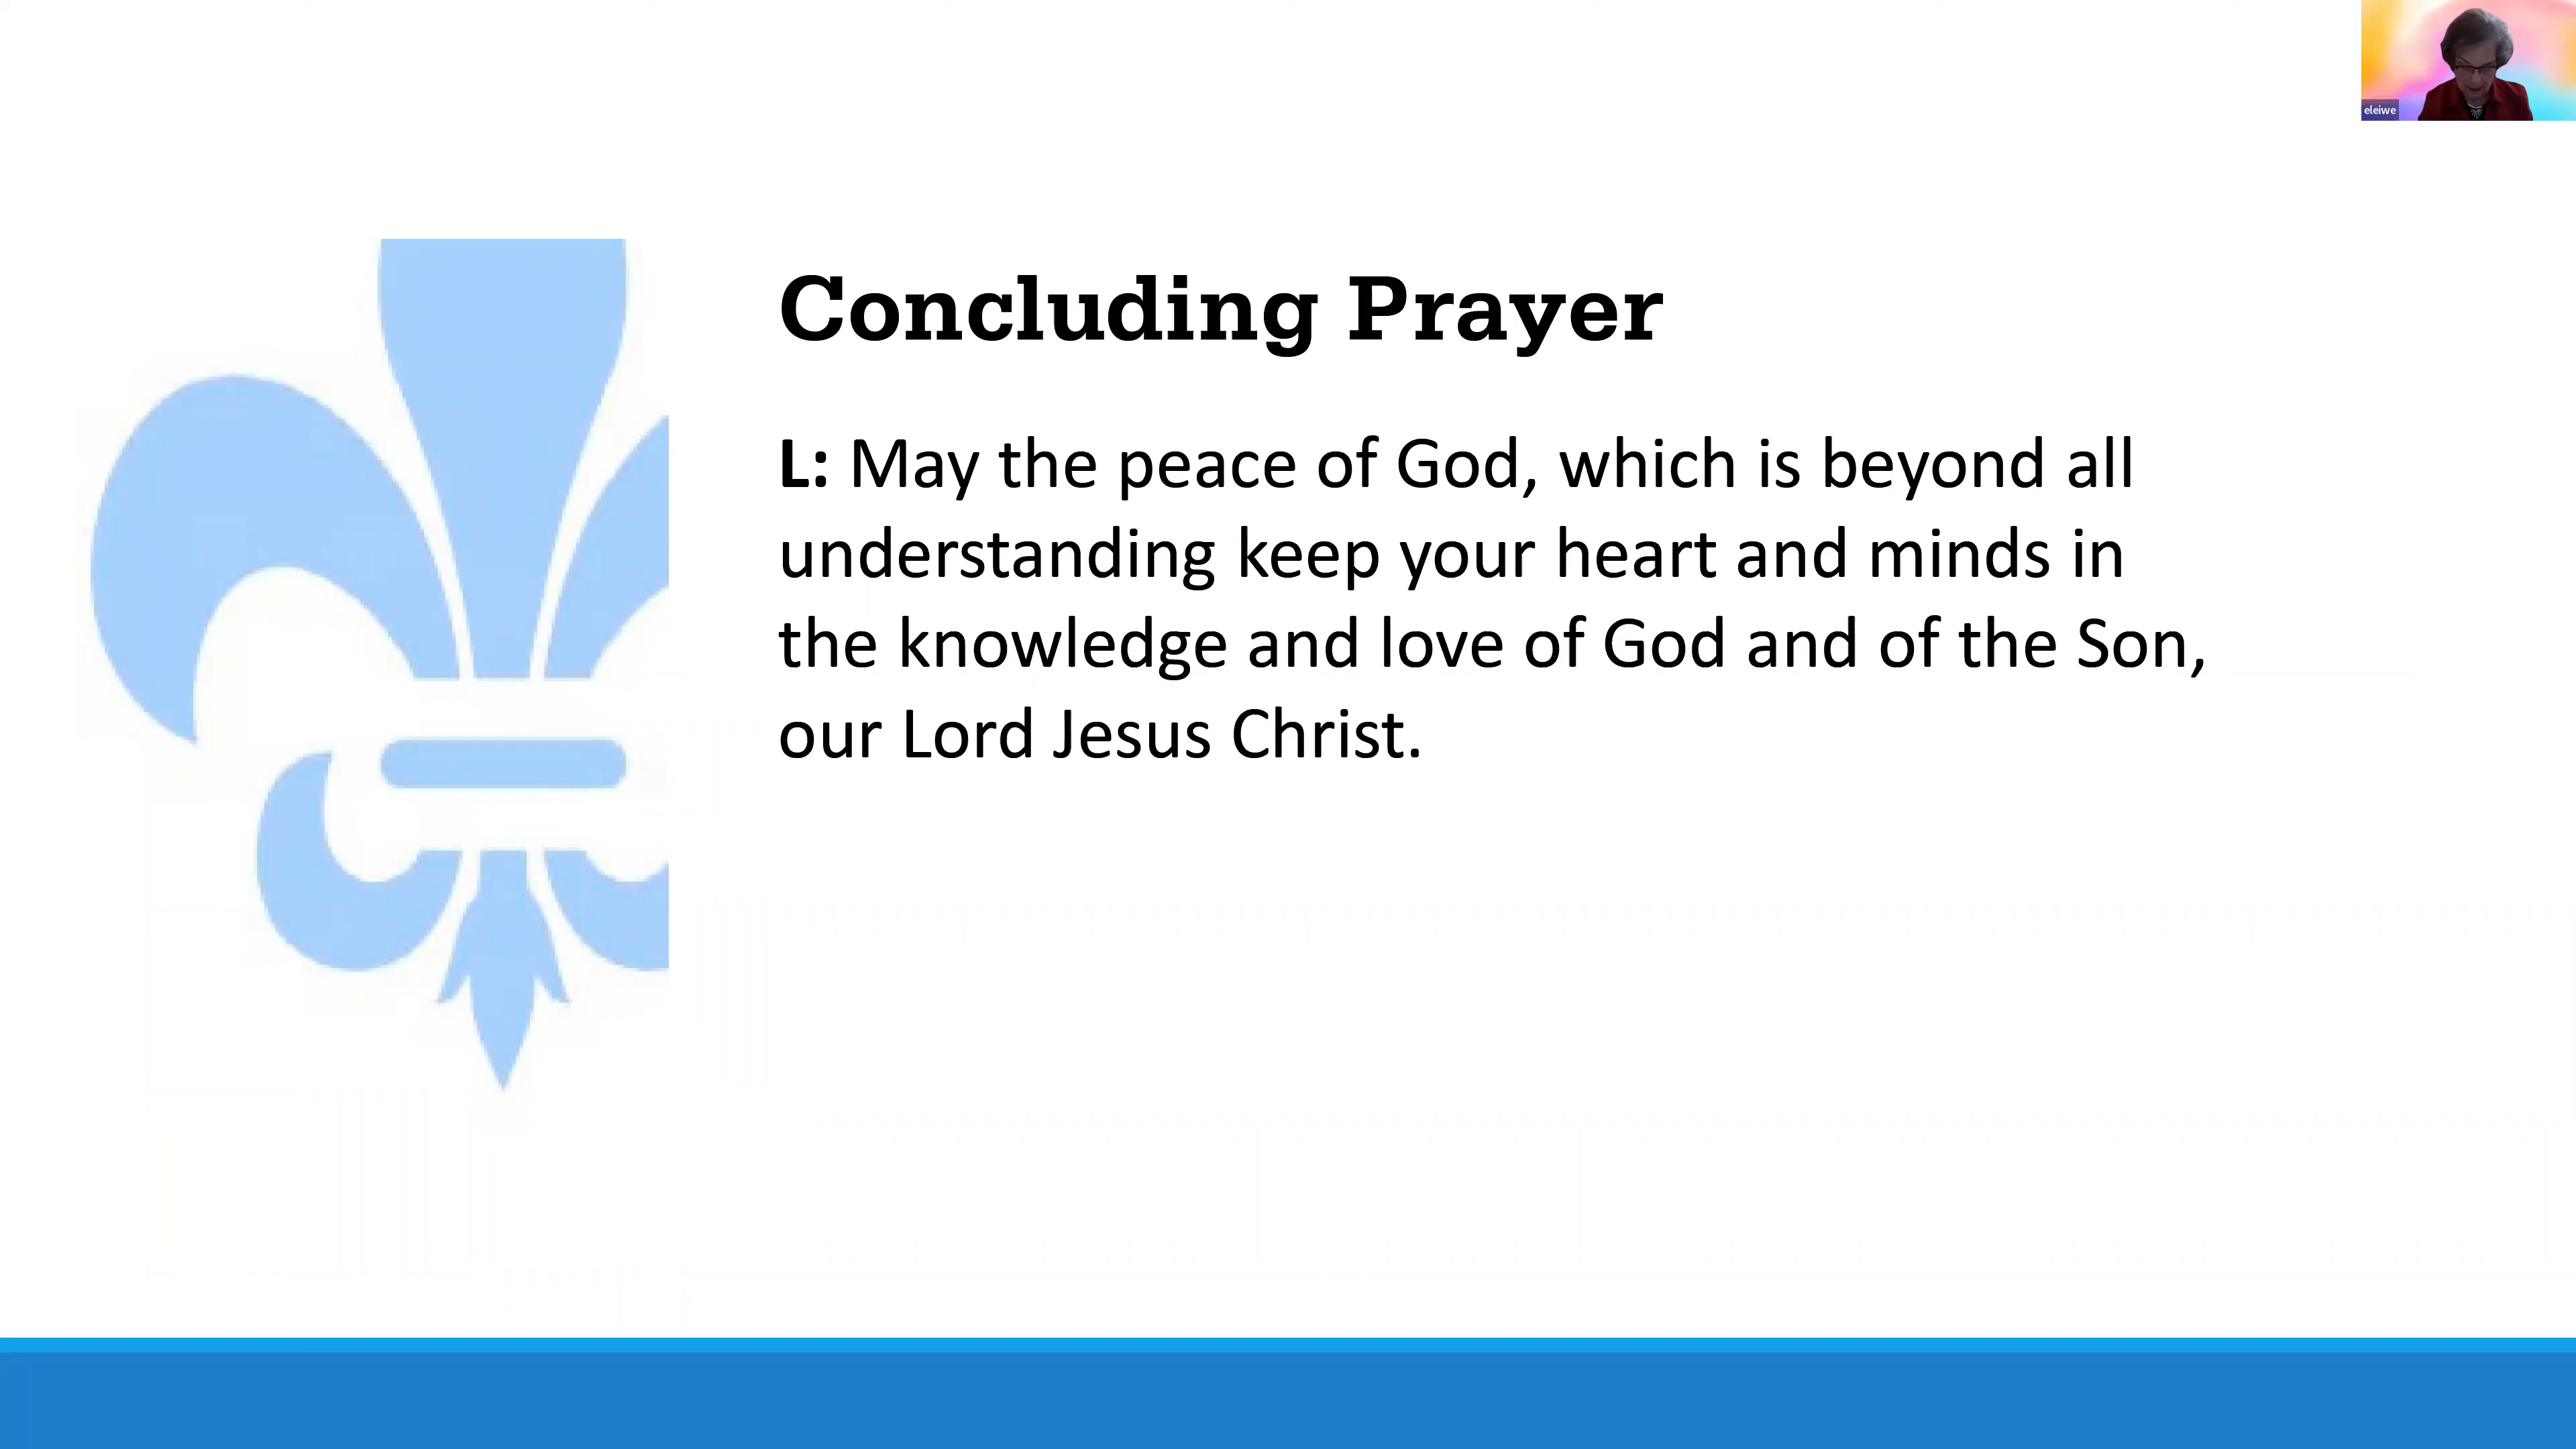 eleiwe
Concluding Prayer
L: May the peace of God, which is beyond all
understanding keep your heart and minds in
the knowledge and love of God and of the Son,
our Lord Jesus Christ.